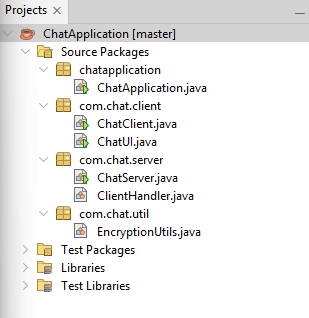 Projects
ChatApplication [master]
Source Packages
chatapplication
ChatApplication.java
com.chat.client
ChatClient.java
ChatUI.java
com.chat.server
ChatServer.java
ClientHandler.java
com.chat.util
EncryptionUtils.java
Test Packages
Libraries
Test Libraries